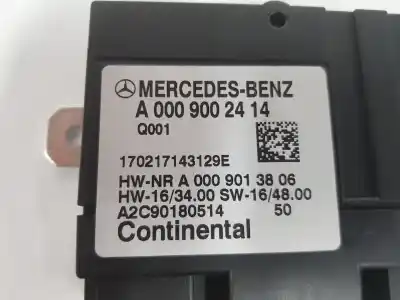 MERCEDES-BENZ
A 000 900 24 14
Q001
170217143129E
HW-NR A 000 901 38 06
HW-16/34.00 SW-16/48.00
A2C90180514 50
Continental